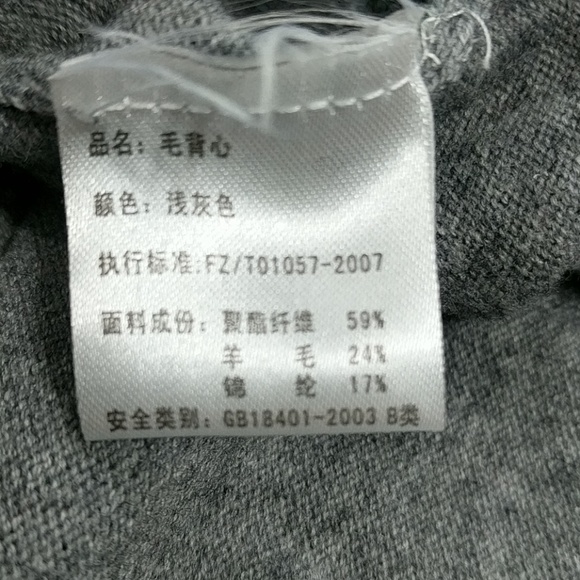 品名：毛背心
颜色：浅灰色
执行标准:FZ/T01057-2007
面料成份：聚酯纤维 59%
羊 毛 24%
锦 纶 17%
安全类别：GB18401-2003 B类